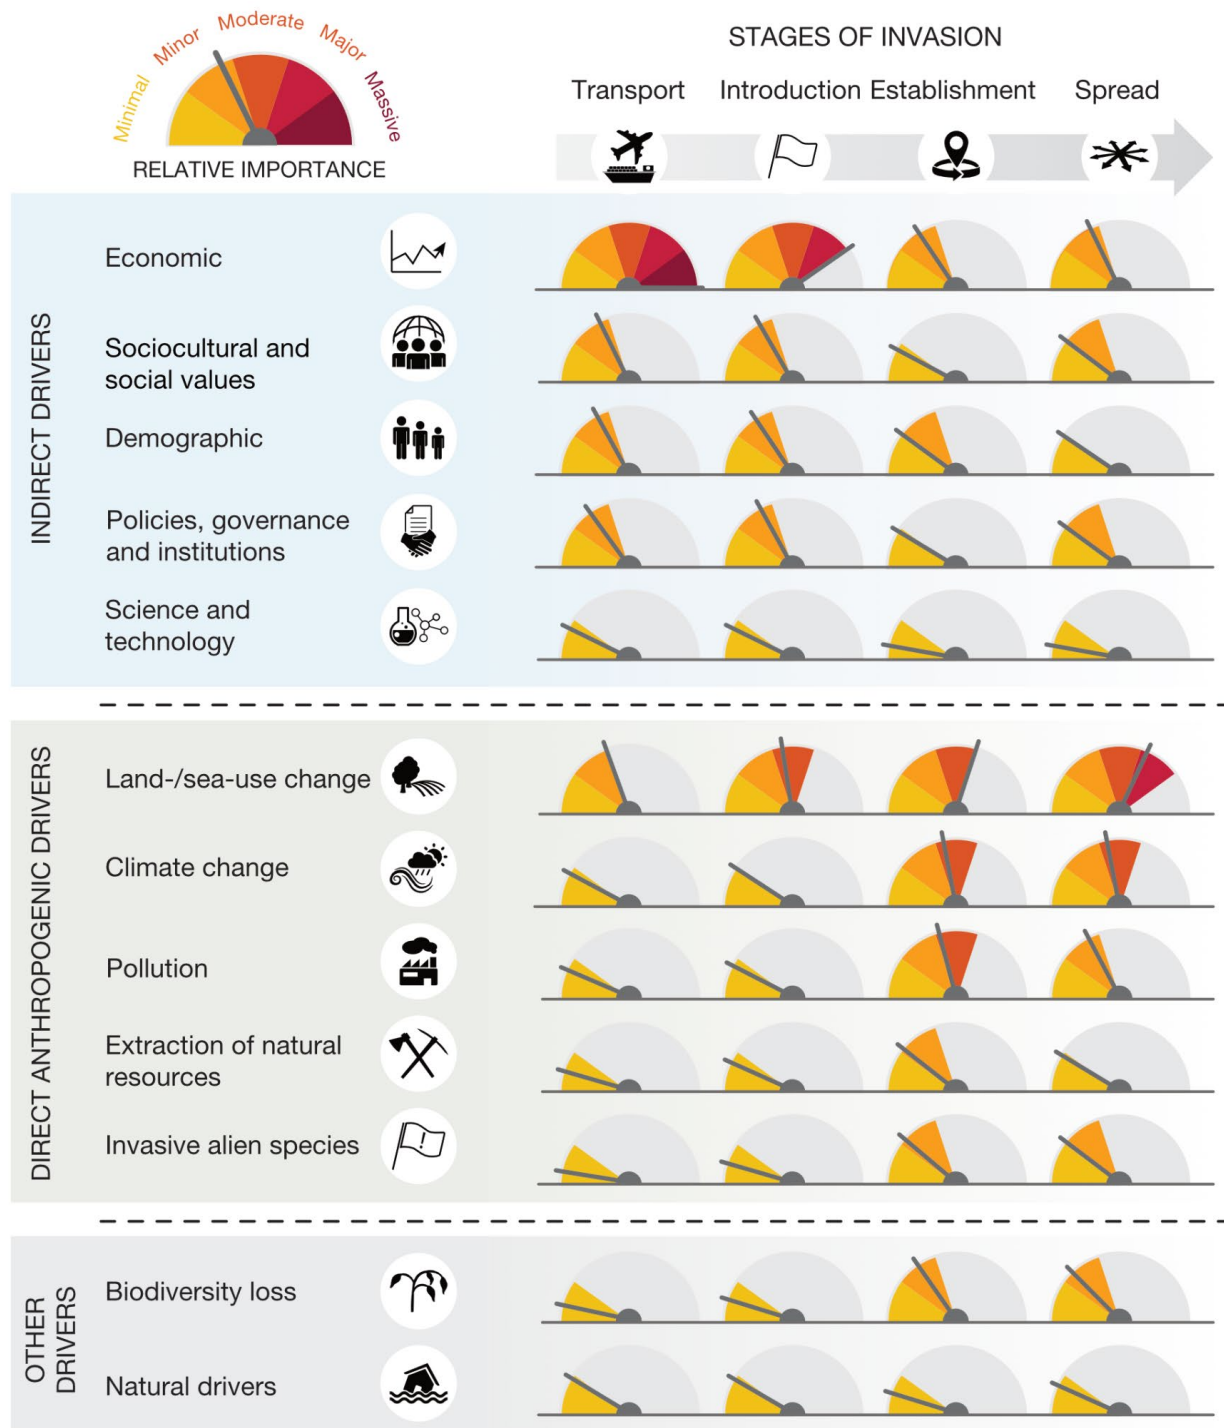 Minimal
Minor
Moderate
Major
Massive
RELATIVE IMPORTANCE
STAGES OF INVASION
Transport
Introduction
Establishment
Spread
INDIRECT DRIVERS
Economic
Sociocultural and
social values
Demographic
Policies, governance
and institutions
Science and
technology
DIRECT ANTHROPOGENIC DRIVERS
Land-/sea-use change
Climate change
Pollution
Extraction of natural
resources
Invasive alien species
OTHER
DRIVERS
Biodiversity loss
Natural drivers